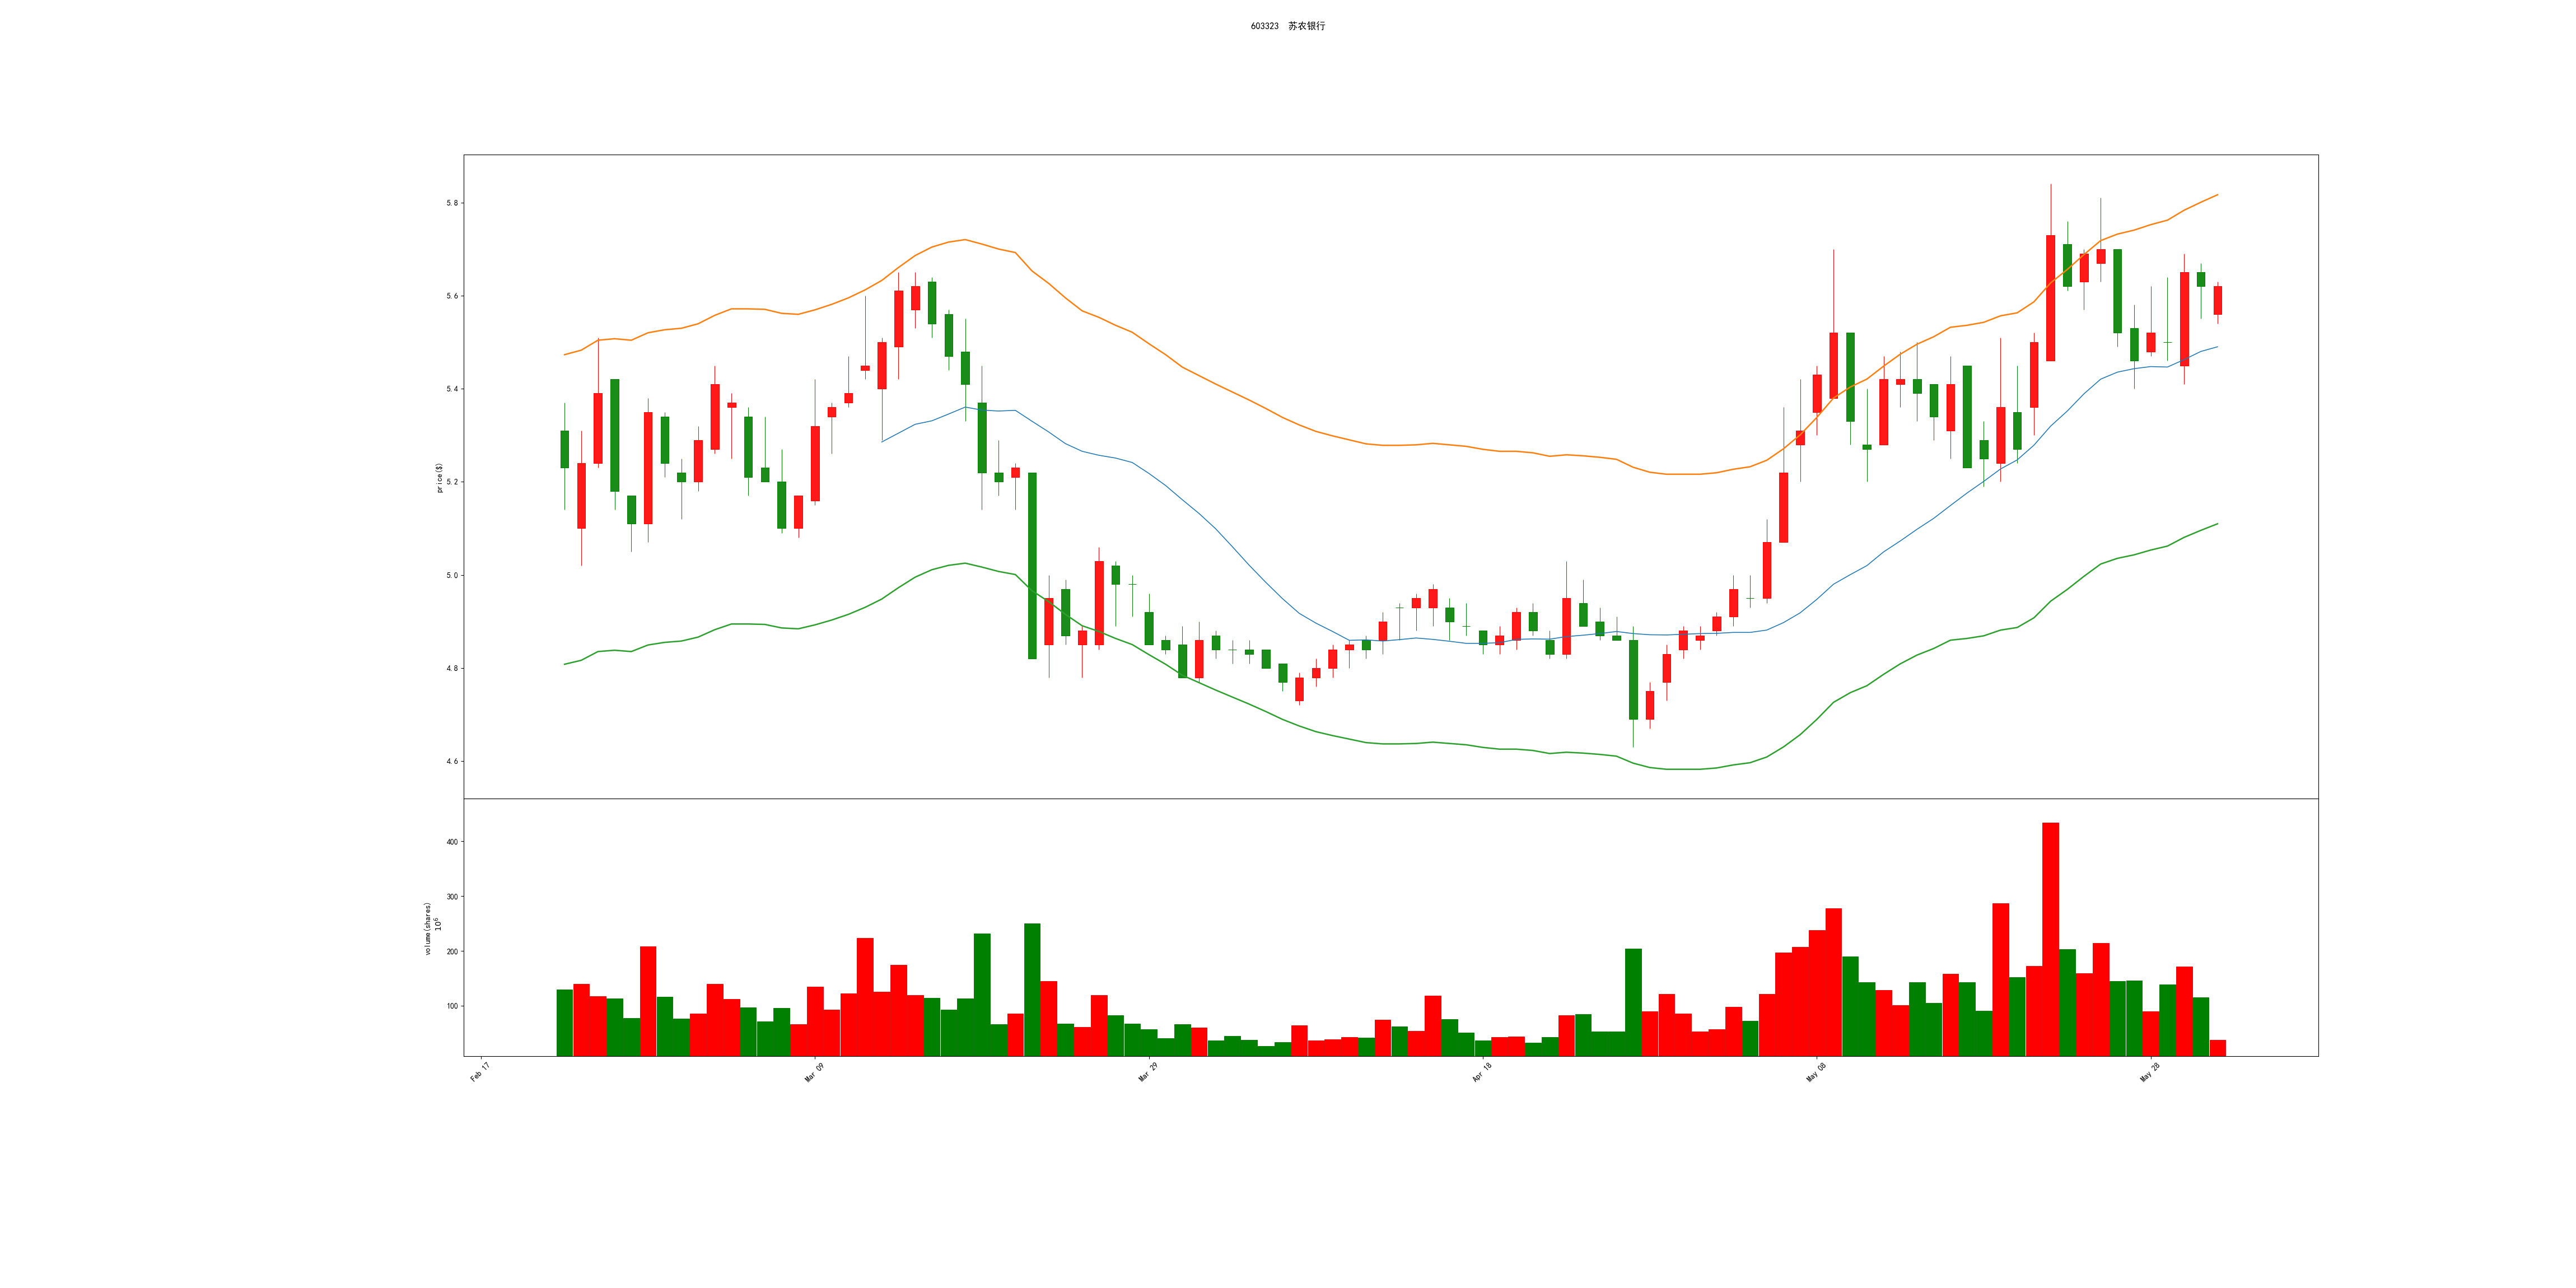 603323 苏农银行
5.8
5.6
5.4
5.2
5.0
4.8
4.6
price($)
400
300
200
100
volume(shares)
10^6
Feb 17
Mar 09
Mar 29
Apr 18
May 08
May 28